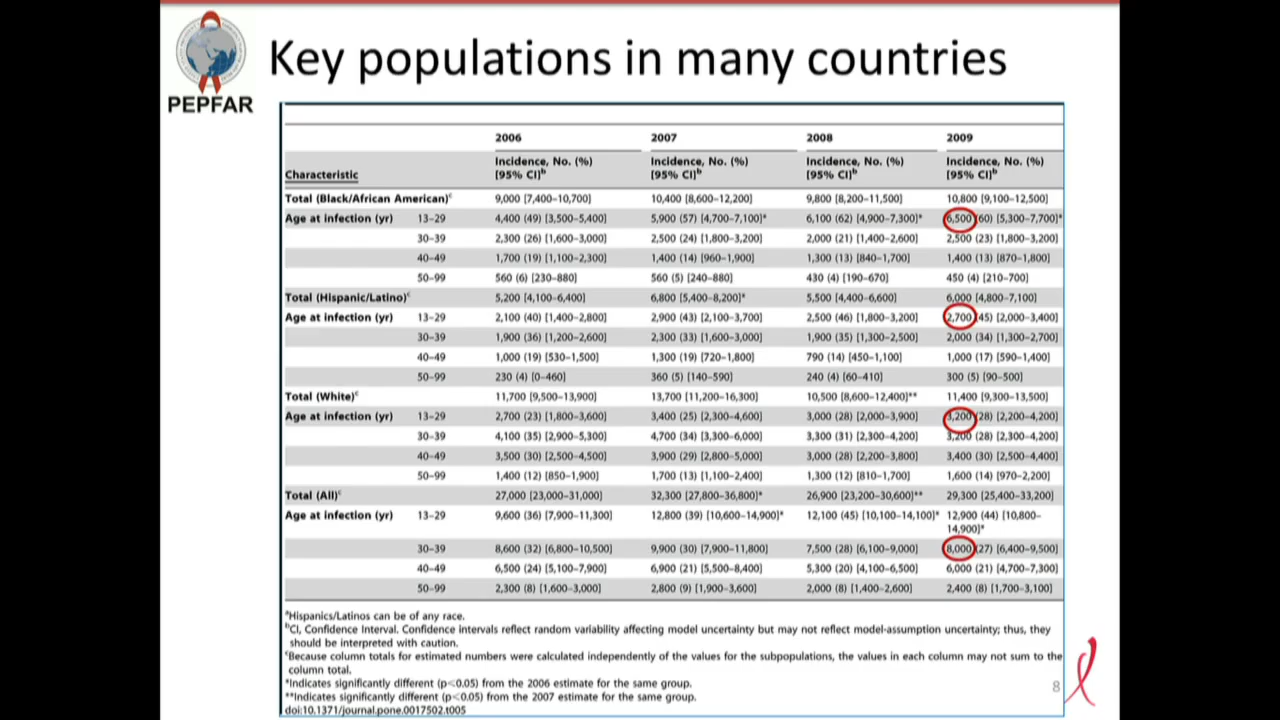 Key populations in many countries
PEPFAR
2006 2007 2008 2009
Characteristic Incidence, No. (%) [95% CI]b Incidence, No. (%) [95% CI]b Incidence, No. (%) [95% CI]b Incidence, No. (%) [95% CI]b
Total (Black/African American)c 9,000 [7,400–10,700] 10,400 [8,600–12,200] 9,800 [8,200–11,500] 10,800 [9,100–12,500]
Age at infection (yr) 13–29 4,400 (49) [3,500–5,400] 5,900 (57) [4,700–7,100]* 6,100 (62) [4,900–7,300]* 6,500 (60) [5,300–7,700]*
30–39 2,300 (26) [1,600–3,000] 2,500 (24) [1,800–3,200] 2,000 (21) [1,400–2,600] 2,500 (23) [1,800–3,200]
40–49 1,700 (19) [1,100–2,300] 1,400 (14) [960–1,900] 1,300 (13) [840–1,700] 1,400 (13) [870–1,800]
50–99 560 (6) [230–880] 560 (5) [240–880] 430 (4) [190–670] 450 (4) [210–700]
Total (Hispanic/Latino)c 5,200 [4,100–6,400] 6,800 [5,400–8,200]* 5,500 [4,400–6,600] 6,000 [4,800–7,100]
Age at infection (yr) 13–29 2,100 (40) [1,400–2,800] 2,900 (43) [2,100–3,700] 2,500 (46) [1,800–3,200] 2,700 (45) [2,000–3,400]
30–39 1,900 (36) [1,200–2,600] 2,300 (33) [1,600–3,000] 1,900 (35) [1,300–2,500] 2,000 (34) [1,300–2,700]
40–49 1,000 (19) [530–1,500] 1,300 (19) [720–1,800] 790 (14) [450–1,100] 1,000 (17) [590–1,400]
50–99 230 (4) [0–460] 360 (5) [140–590] 240 (4) [60–410] 300 (5) [90–500]
Total (White)c 11,700 [9,500–13,900] 13,700 [11,200–16,300] 10,500 [8,600–12,400]** 11,400 [9,300–13,500]
Age at infection (yr) 13–29 2,700 (23) [1,800–3,600] 3,400 (25) [2,300–4,600] 3,000 (28) [2,000–3,900] 3,200 (28) [2,200–4,200]
30–39 4,100 (35) [2,900–5,300] 4,700 (34) [3,300–6,000] 3,300 (31) [2,300–4,200] 3,200 (28) [2,300–4,200]
40–49 3,500 (30) [2,500–4,500] 3,900 (29) [2,800–5,000] 3,000 (28) [2,200–3,800] 3,400 (30) [2,500–4,400]
50–99 1,400 (12) [850–1,900] 1,700 (13) [1,100–2,400] 1,300 (12) [810–1,700] 1,600 (14) [970–2,200]
Total (All)c 27,000 [23,000–31,000] 32,300 [27,800–36,800]* 26,900 [23,200–30,600]** 29,300 [25,400–33,200]
Age at infection (yr) 13–29 9,600 (36) [7,900–11,300] 12,800 (39) [10,600–14,900]* 12,100 (45) [10,100–14,100]* 12,900 (44) [10,800–14,900]*
30–39 8,600 (32) [6,800–10,500] 9,900 (30) [7,900–11,800] 7,500 (28) [6,100–9,000] 8,000 (27) [6,400–9,500]
40–49 6,500 (24) [5,100–7,900] 6,900 (21) [5,500–8,400] 5,300 (20) [4,100–6,500] 6,000 (21) [4,700–7,300]
50–99 2,300 (8) [1,600–3,000] 2,800 (9) [1,900–3,600] 2,000 (8) [1,400–2,600] 2,400 (8) [1,700–3,100]
aHispanics/Latinos can be of any race.
bCI, Confidence Interval. Confidence intervals reflect random variability affecting model uncertainty but may not reflect model-assumption uncertainty; thus, they
should be interpreted with caution.
cBecause column totals for estimated numbers were calculated independently of the values for the subpopulations, the values in each column may not sum to the
column total.
*Indicates significantly different (p<0.05) from the 2006 estimate for the same group.
**Indicates significantly different (p<0.05) from the 2007 estimate for the same group.
doi:10.1371/journal.pone.0017502.t005
8